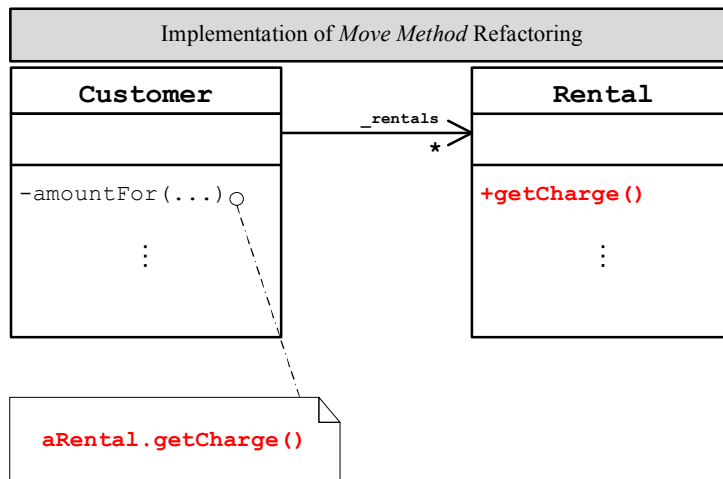 Implementation of Move Method Refactoring
Customer
Rental
_rentals
*
-amountFor(...)
+getCharge()
⋮
⋮
aRental.getCharge()